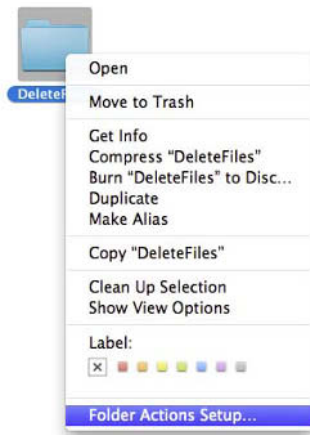 DeleteF
Open
Move to Trash
Get Info
Compress “DeleteFiles”
Burn “DeleteFiles” to Disc...
Duplicate
Make Alias
Copy “DeleteFiles”
Clean Up Selection
Show View Options
Label:
Folder Actions Setup...